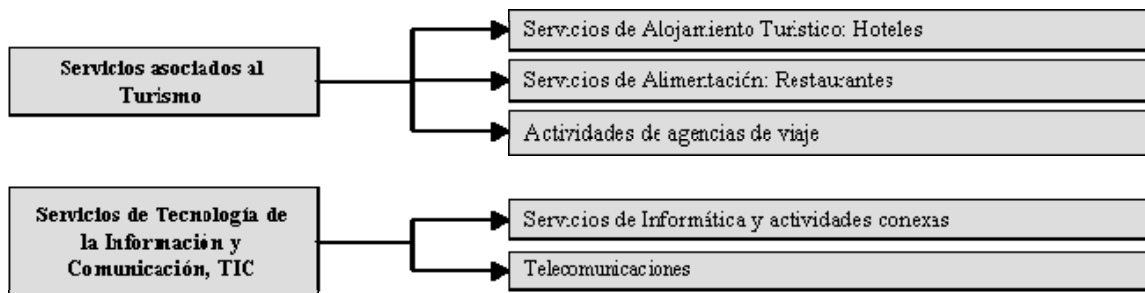 Servicios de Alojamiento Turístico: Hoteles
Servicios asociados al
Turismo
Servicios de Alimentación: Restaurantes
Actividades de agencias de viaje
Servicios de Tecnología de
la Información y
Comunicación, TIC
Servicios de Informática y actividades conexas
Telecomunicaciones